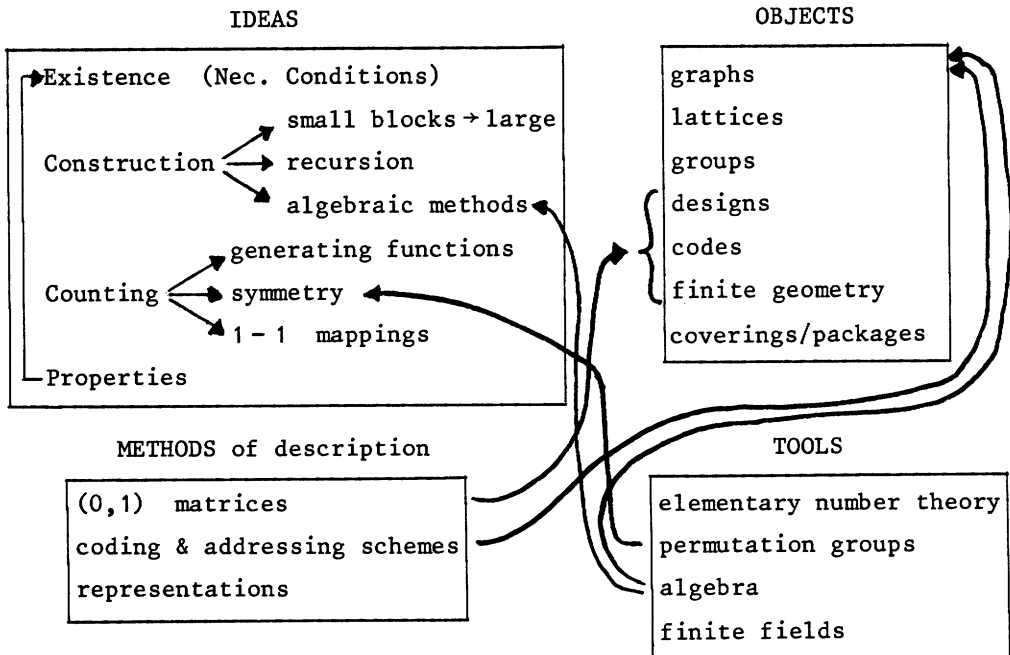 IDEAS
Existence (Nec. Conditions)
small blocks → large
Construction
recursion
algebraic methods
generating functions
Counting
symmetry
1 - 1 mappings
Properties
OBJECTS
graphs
lattices
groups
designs
codes
finite geometry
coverings/packages
METHODS of description
(0,1) matrices
coding & addressing schemes
representations
TOOLS
elementary number theory
permutation groups
algebra
finite fields